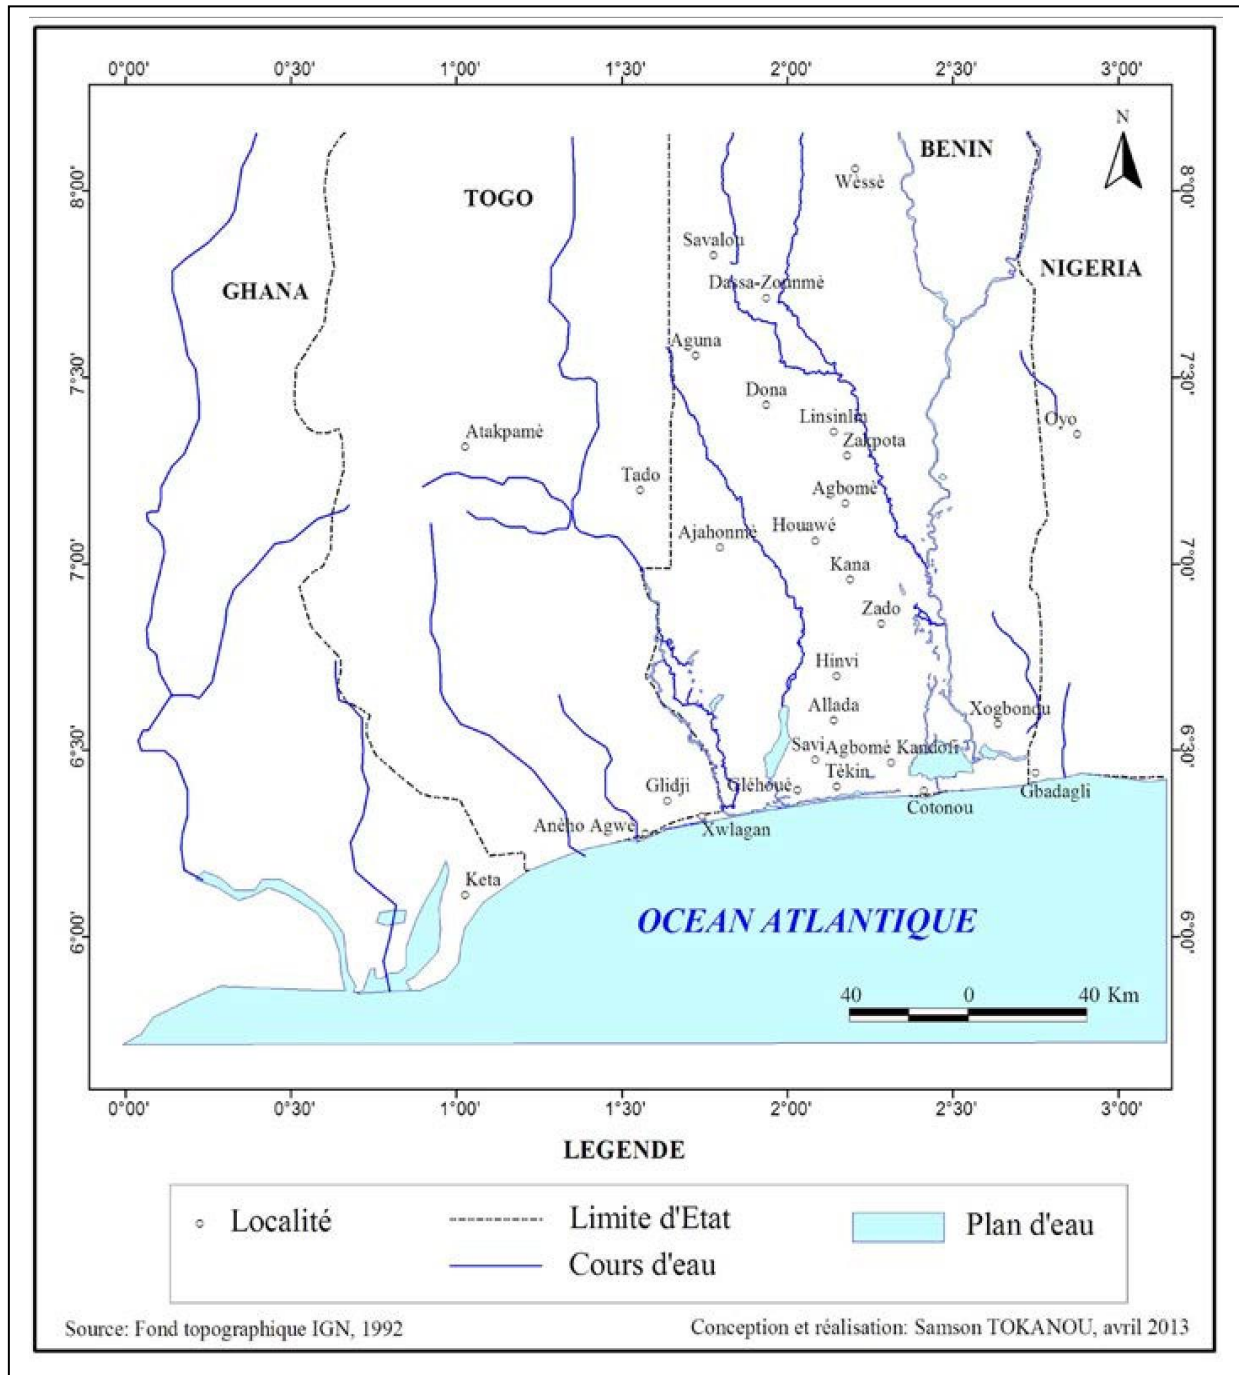 0°00' 0°30' 1°00' 1°30' 2°00' 2°30' 3°00'
N
BENIN
8°00' 8°00'
Wèssè
TOGO
Savalou
NIGERIA
Dassa-Zounmè
GHANA
Aguna
7°30' 7°30'
Dona
Linsinlin
Oyo
Atakpamè
Zakpota
Tado
Agbomè
Houawé
Ajahonmè
7°00' 7°00'
Kana
Zado
Hinvi
Allada
Xogbonou
6°30' 6°30'
Savi
Agbomè Kandofi
Tèkin
Glidji
Gléhoué
Gbadagli
Cotonou
Aného Agwe
Xwlagan
Keta
6°00' 6°00'
OCEAN ATLANTIQUE
40 0 40 Km
0°00' 0°30' 1°00' 1°30' 2°00' 2°30' 3°00'
LEGENDE
Localité
Limite d'Etat
Plan d'eau
Cours d'eau
Source: Fond topographique IGN, 1992
Conception et réalisation: Samson TOKANOU, avril 2013